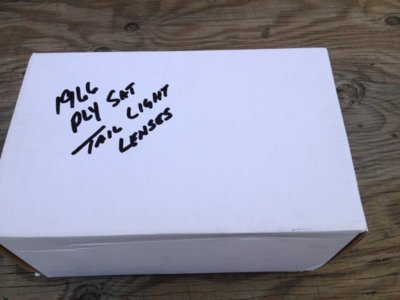 1966
PLY SAT
TAIL LIGHT
LENSES